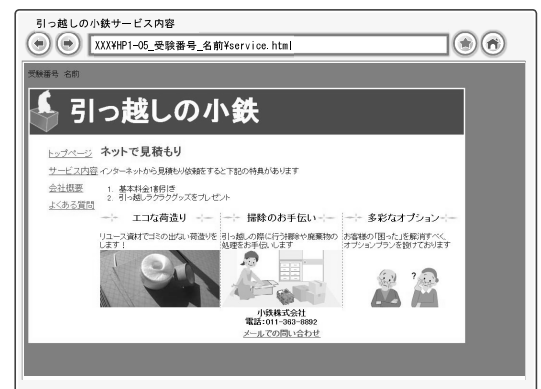 引っ越しの小鉄サービス内容
XXX¥HP1-05_受験番号_名前¥service.html
受験番号 名前
引っ越しの小鉄
トップページ
サービス内容
会社概要
よくある質問
ネットで見積もり
インターネットから見積もり依頼をすると下記の特典があります
1. 基本料金1割引き
2. 引っ越しラクラクグッズをプレゼント
エコな荷造り
リユース資材でゴミの出ない荷造りを
します！
掃除のお手伝い
引っ越しの際に行う掃除や廃棄物の
処理をお手伝いします
多彩なオプション
お客様の「困った」を解消すべく、
オプションプランを設けております
?
小鉄株式会社
電話：011-363-8892
メールでの問い合わせ